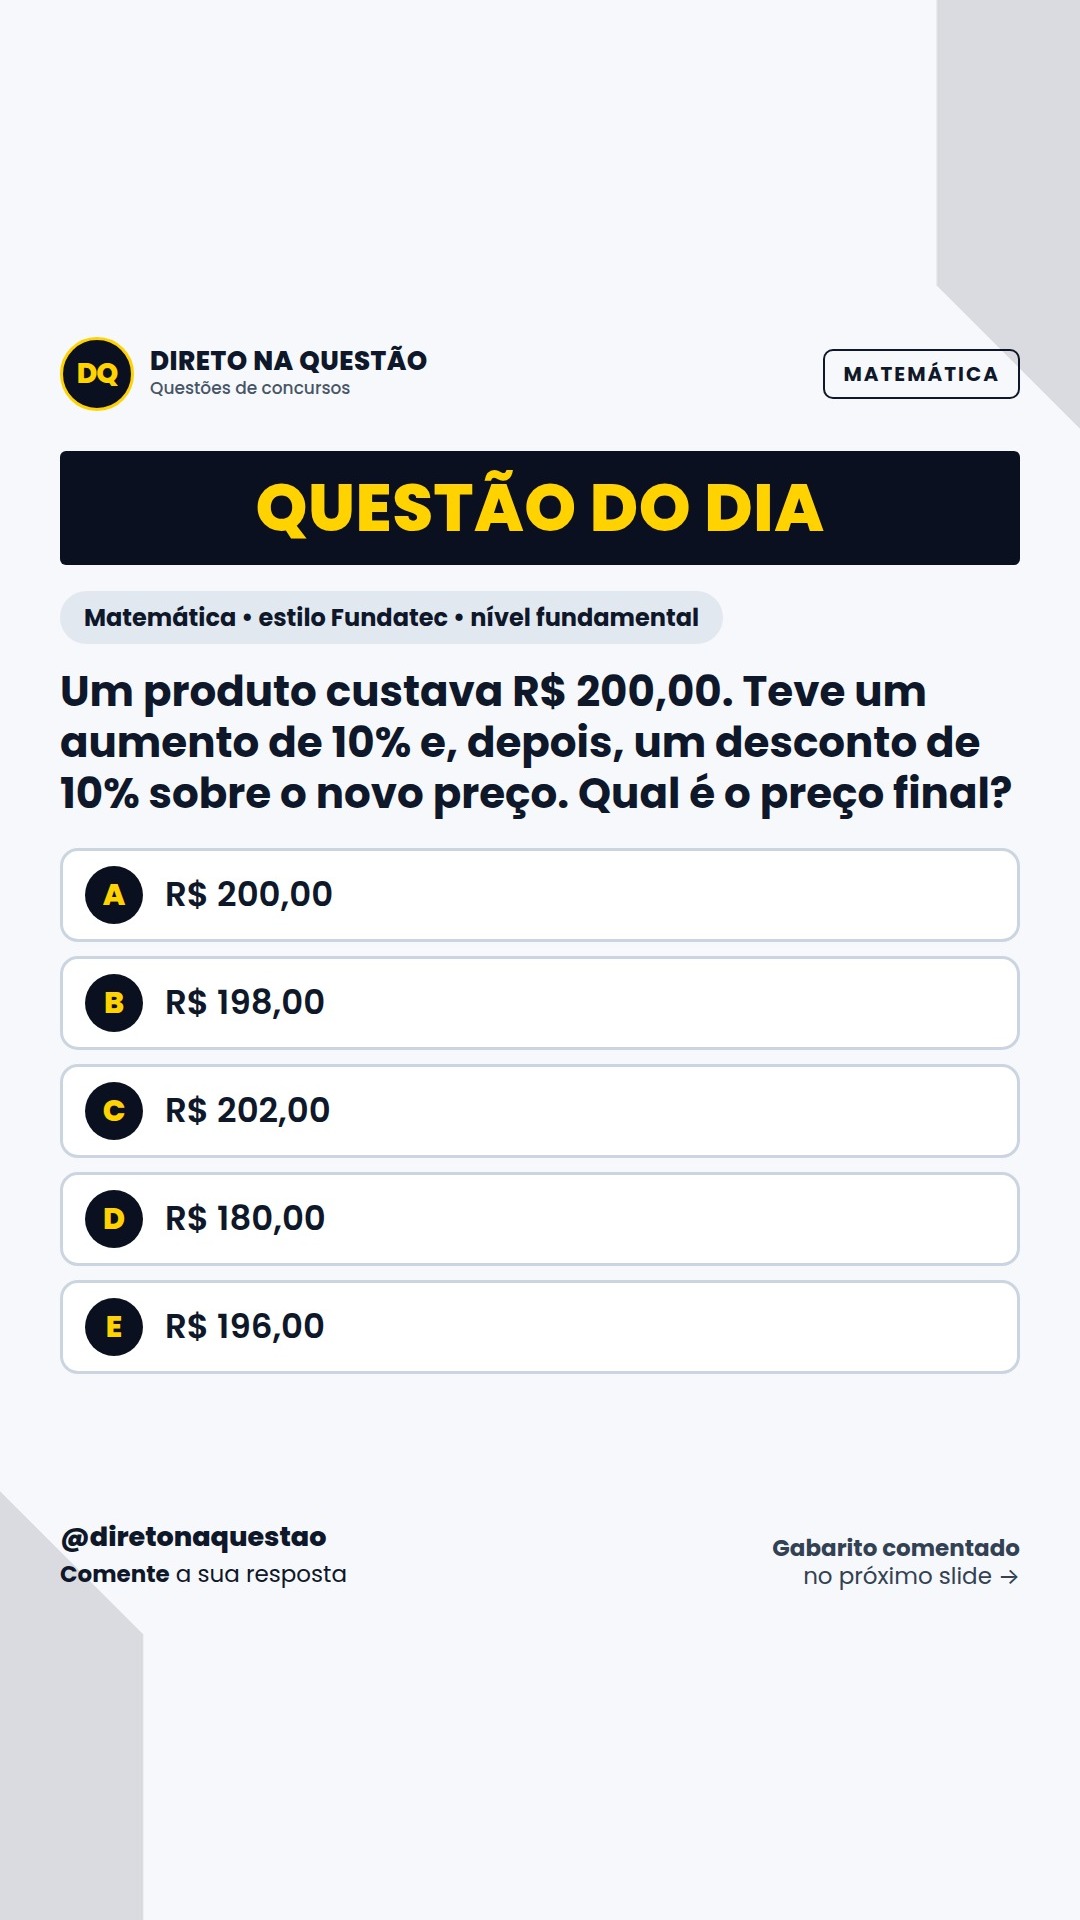 DQ
DIRETO NA QUESTÃO
Questões de concursos
MATEMÁTICA
QUESTÃO DO DIA
Matemática • estilo Fundatec • nível fundamental
Um produto custava R$ 200,00. Teve um
aumento de 10% e, depois, um desconto de
10% sobre o novo preço. Qual é o preço final?
A R$ 200,00
B R$ 198,00
C R$ 202,00
D R$ 180,00
E R$ 196,00
@diretonaquestao
Comente a sua resposta
Gabarito comentado
no próximo slide →